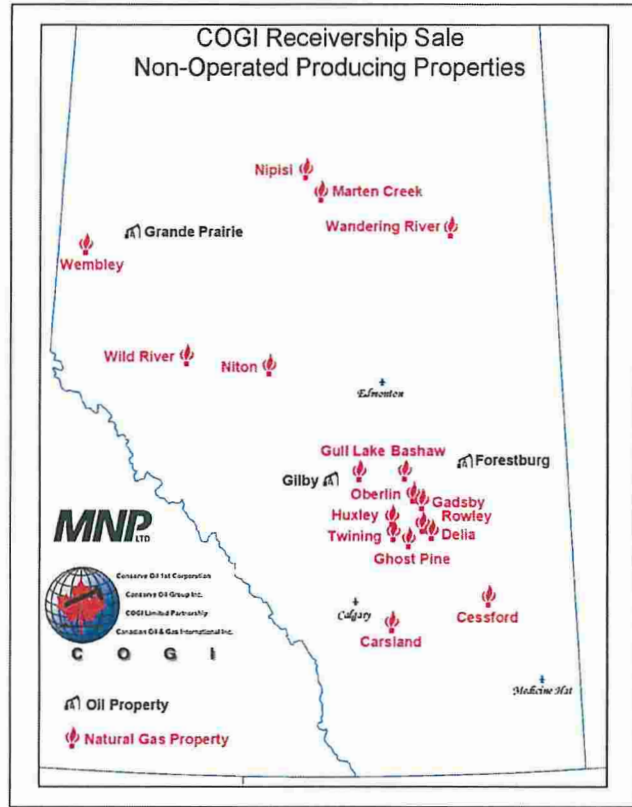 COGI Receivership Sale
Non-Operated Producing Properties
Nipisi
Marten Creek
Wandering River
Grande Prairie
Wembley
Wild River
Niton
Edmonton
Gull Lake Bashaw
Forestburg
Gilby
Oberlin
Gadsby
Huxley
Rowley
Twining
Delia
Ghost Pine
MNP LTD
Conserve Oil 1st Corporation
Conserve Oil Group Inc.
COGI Limited Partnership
Canadian Oil & Gas International Inc.
C O G I
Calgary
Cessford
Carsland
Medicine Hat
Oil Property
Natural Gas Property